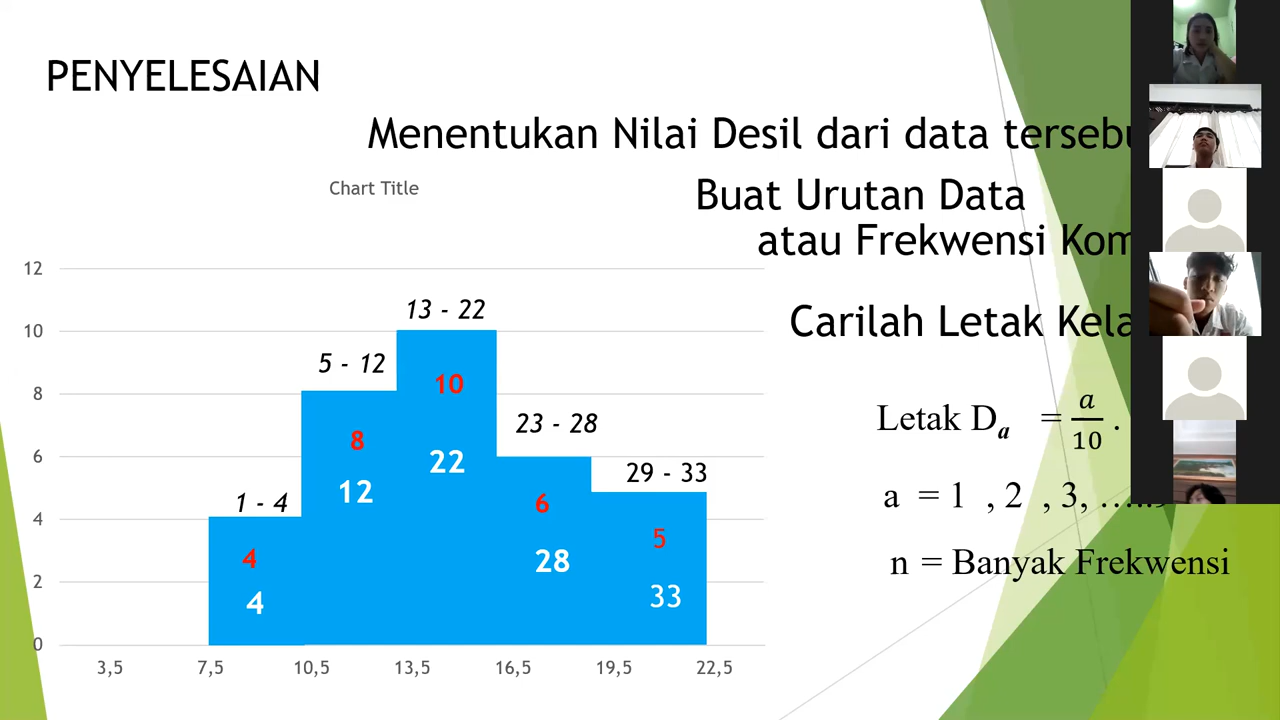 PENYELESAIAN
Menentukan Nilai Desil dari data
Buat Urutan Data
atau Frekwensi
Chart Title
12
10
8
6
4
2
0
1 - 4
5 - 12
13 - 22
23 - 28
29 - 33
4
8
10
6
5
4
12
22
28
33
3,5 7,5 10,5 13,5 16,5 19,5 22,5
Carilah Letak
Letak Da = a/10 .
a = 1 , 2 , 3, …..9
n = Banyak Frekwensi